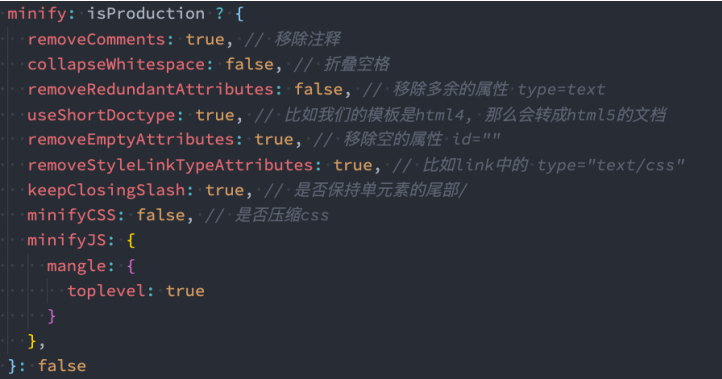 minify: isProduction ? {
removeComments: true, // 移除注释
collapseWhitespace: false, // 折叠空格
removeRedundantAttributes: false, // 移除多余的属性 type=text
useShortDoctype: true, // 比如我们的模板是html4, 那么会转成html5的文档
removeEmptyAttributes: true, // 移除空的属性 id=""
removeStyleLinkTypeAttributes: true, // 比如link中的 type="text/css"
keepClosingSlash: true, // 是否保持单元素的尾部/
minifyCSS: false, // 是否压缩css
minifyJS: {
mangle: {
toplevel: true
}
},
}: false